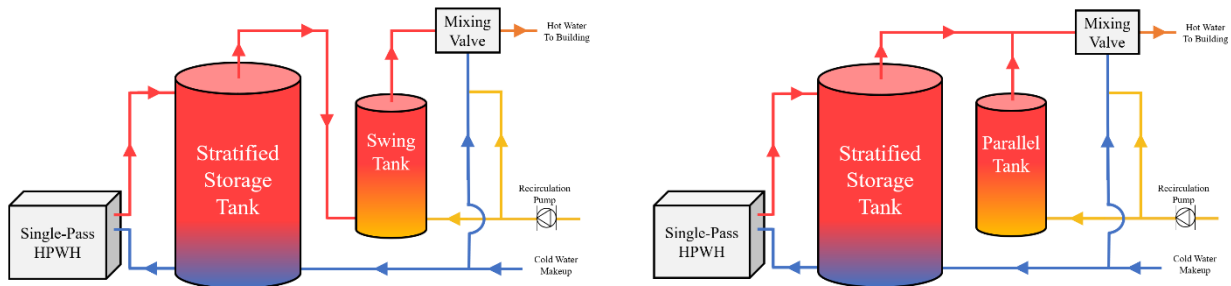 Mixing
Valve
Hot Water
To Building
Stratified
Storage
Tank
Swing
Tank
Recirculation
Pump
Single-Pass
HPWH
Cold Water
Makeup
Mixing
Valve
Hot Water
To Building
Stratified
Storage
Tank
Parallel
Tank
Recirculation
Pump
Single-Pass
HPWH
Cold Water
Makeup